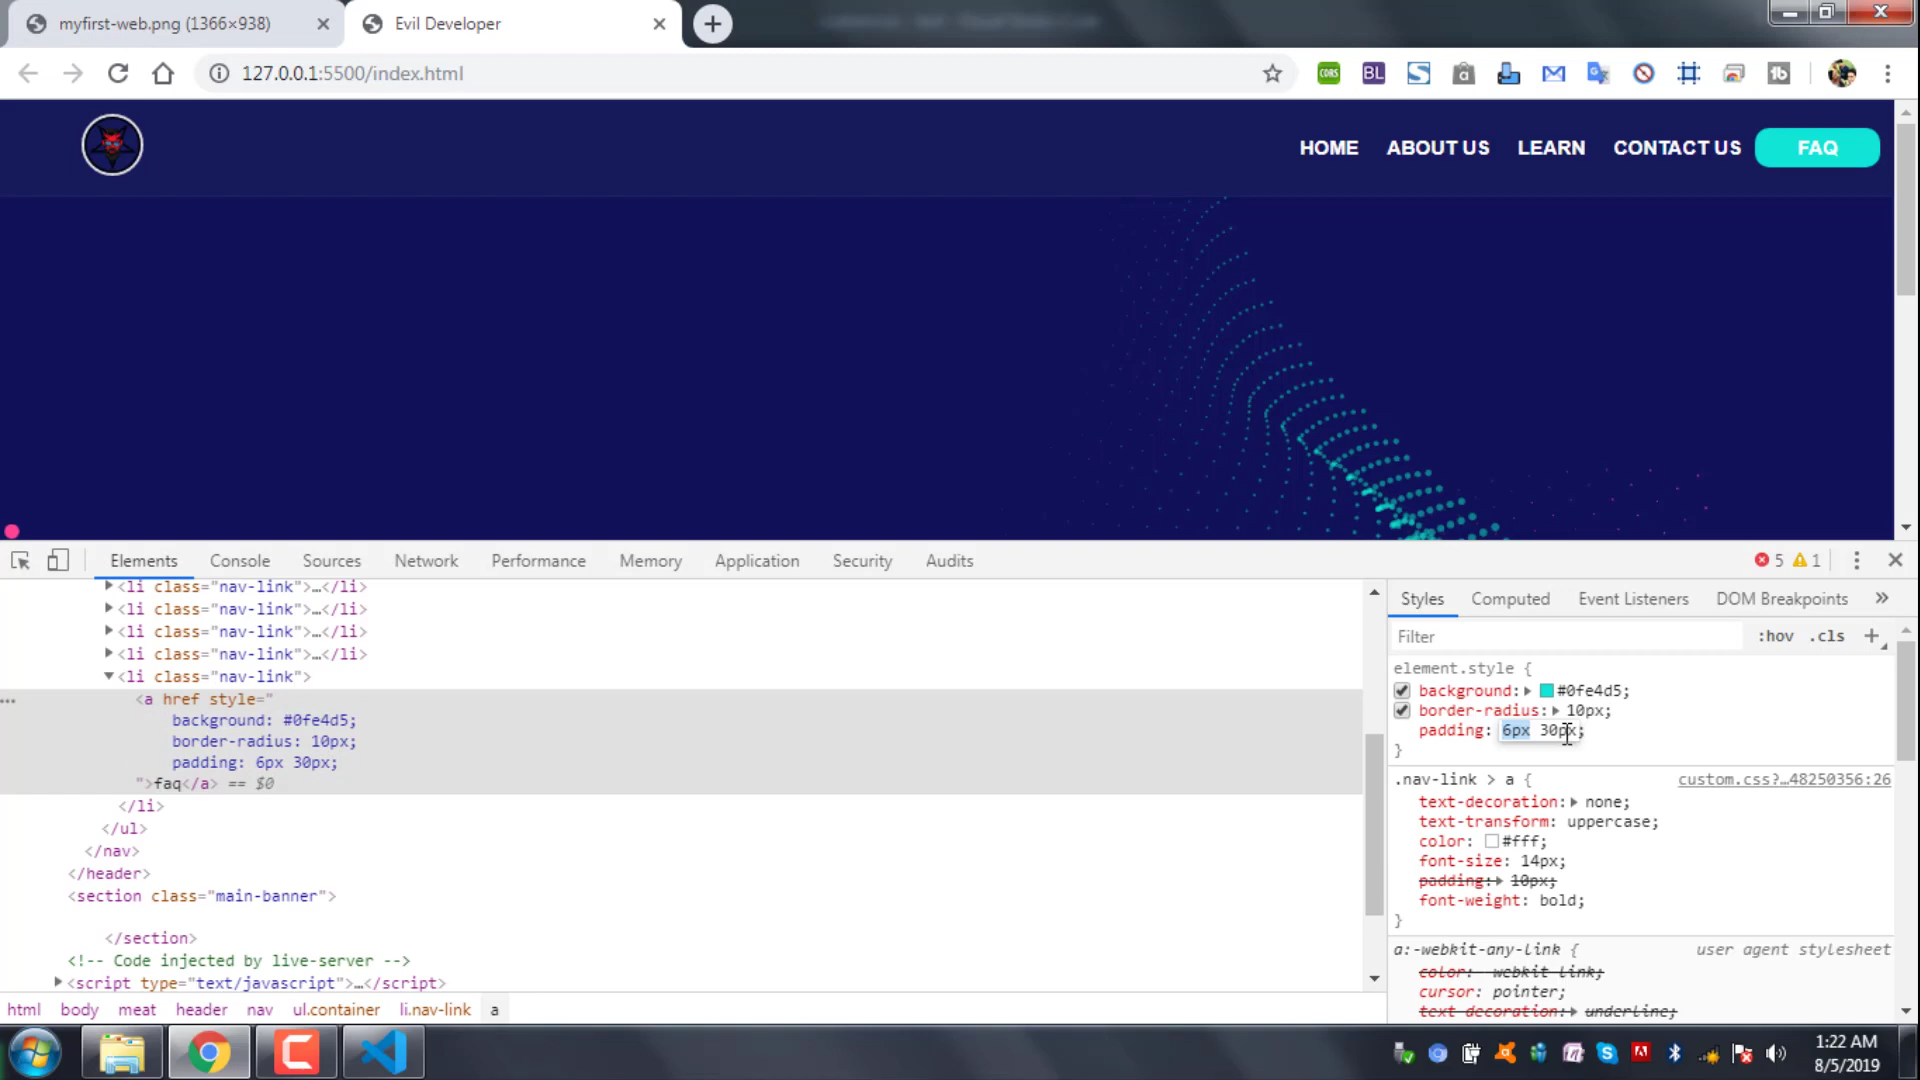 myfirst-web.png (1366×938)
Evil Developer
127.0.0.1:5500/index.html
CORS
BL
HOME ABOUT US LEARN CONTACT US FAQ
Elements Console Sources Network Performance Memory Application Security Audits
5 1
<li class="nav-link">…</li>
<li class="nav-link">…</li>
<li class="nav-link">…</li>
<li class="nav-link">…</li>
<li class="nav-link">
<a href style="
background: #0fe4d5;
border-radius: 10px;
padding: 6px 30px;
">faq</a> == $0
</li>
</ul>
</nav>
</header>
<section class="main-banner">
</section>
<!-- Code injected by live-server -->
<script type="text/javascript">…</script>
html body meat header nav ul.container li.nav-link a
Styles Computed Event Listeners DOM Breakpoints »
Filter :hov .cls +
element.style {
background: #0fe4d5;
border-radius: 10px;
padding: 6px 30px;
}
.nav-link > a { custom.css?…48250356:26
text-decoration: none;
text-transform: uppercase;
color: #fff;
font-size: 14px;
padding: 10px;
font-weight: bold;
}
a:-webkit-any-link { user agent stylesheet
color: -webkit-link;
cursor: pointer;
text-decoration: underline;
1:22 AM
8/5/2019